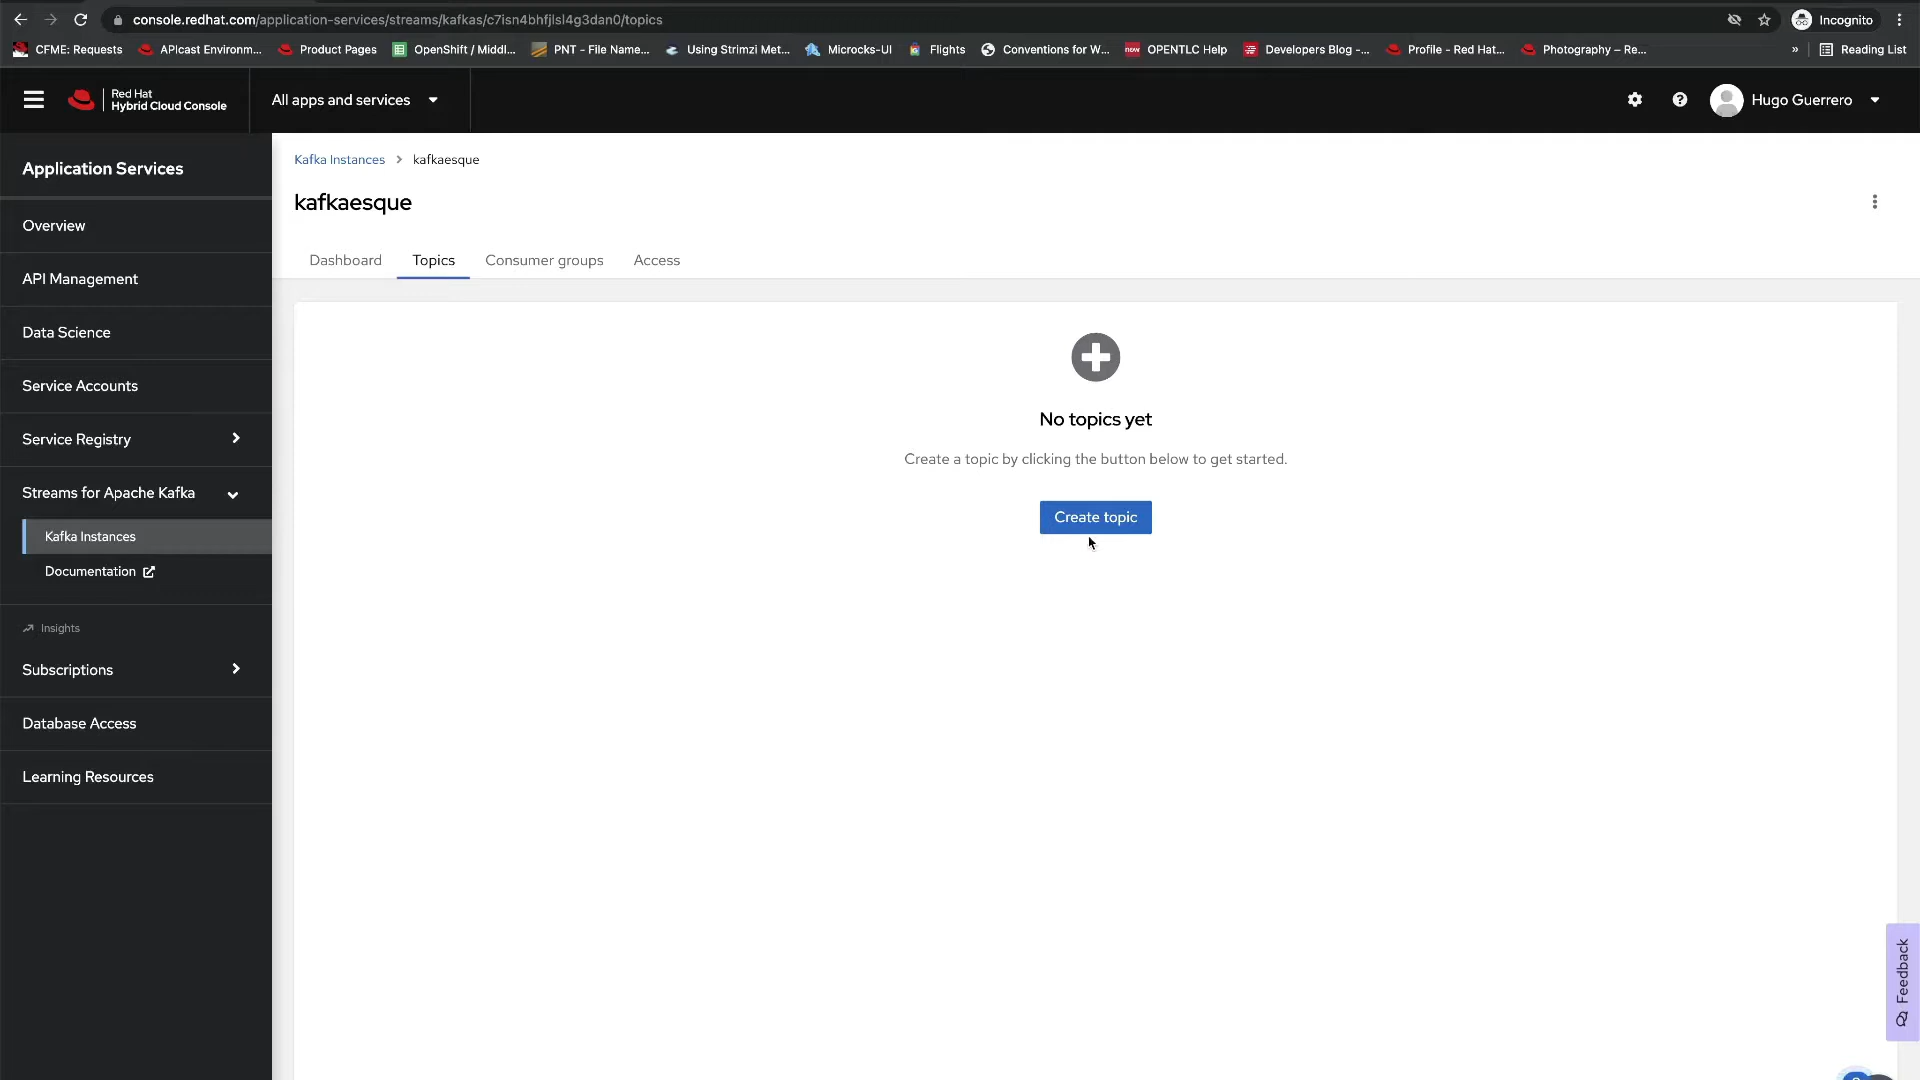 console.redhat.com/application-services/streams/kafkas/c7isn4bhfjlsl4g3dan0/topics
Incognito
CFME: Requests
APIcast Environm...
Product Pages
OpenShift / Middl...
PNT - File Name...
Using Strimzi Met...
Microcks-UI
Flights
Conventions for W...
OPENTLC Help
Developers Blog -...
Profile - Red Hat...
Photography – Re...
»
Reading List
Red Hat
Hybrid Cloud Console
All apps and services
Hugo Guerrero
Application Services
Overview
API Management
Data Science
Service Accounts
Service Registry
Streams for Apache Kafka
Kafka Instances
Documentation
Insights
Subscriptions
Database Access
Learning Resources
Kafka Instances > kafkaesque
kafkaesque
Dashboard
Topics
Consumer groups
Access
No topics yet
Create a topic by clicking the button below to get started.
Create topic
Feedback